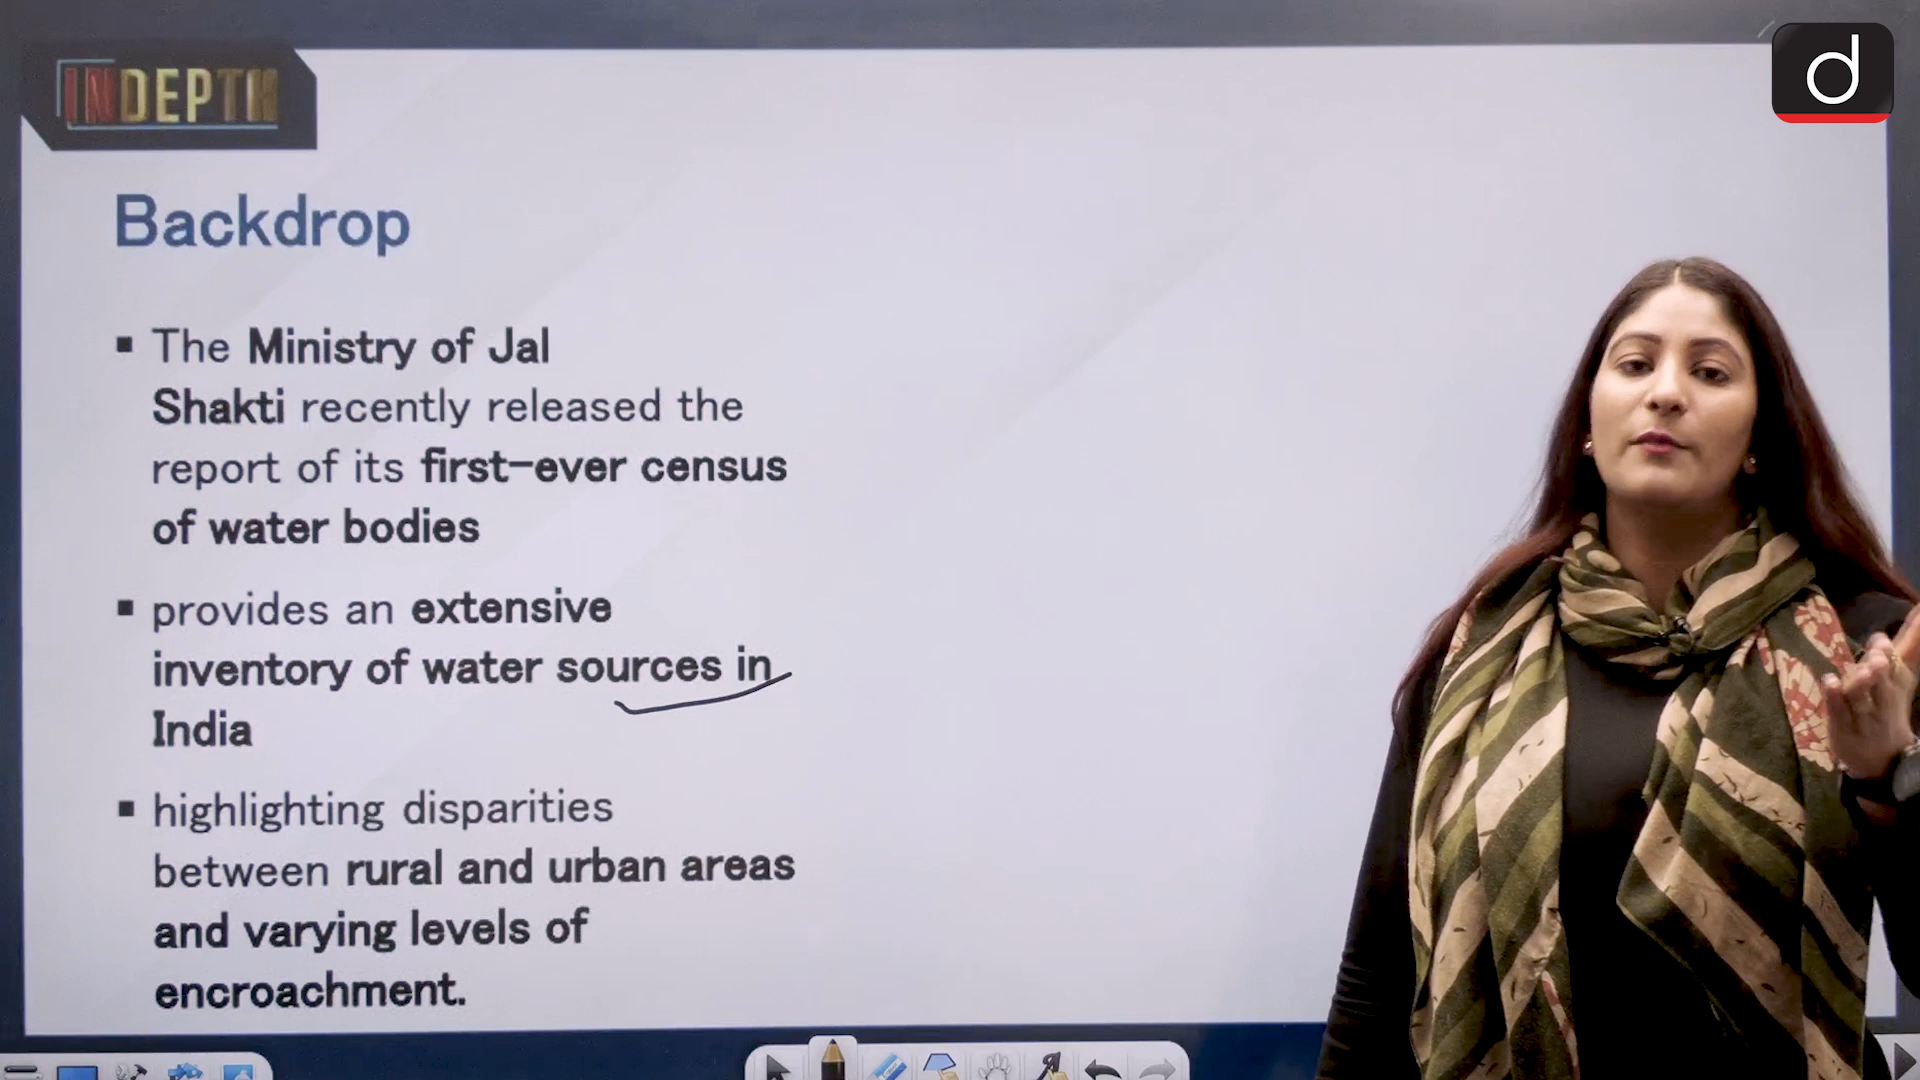 INDEPTH
d
Backdrop
▪ The Ministry of Jal
Shakti recently released the
report of its first-ever census
of water bodies
▪ provides an extensive
inventory of water sources in
India
▪ highlighting disparities
between rural and urban areas
and varying levels of
encroachment.